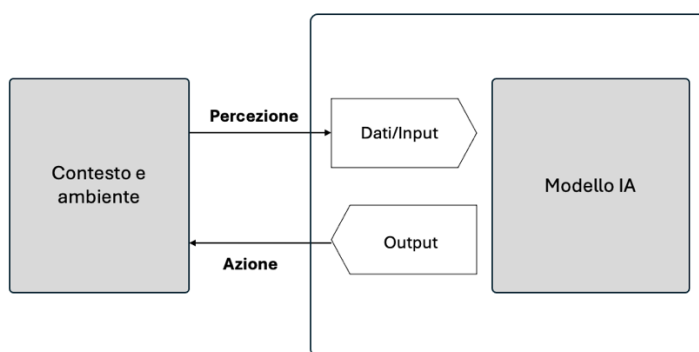 Percezione
Dati/Input
Contesto e
ambiente
Modello IA
Output
Azione